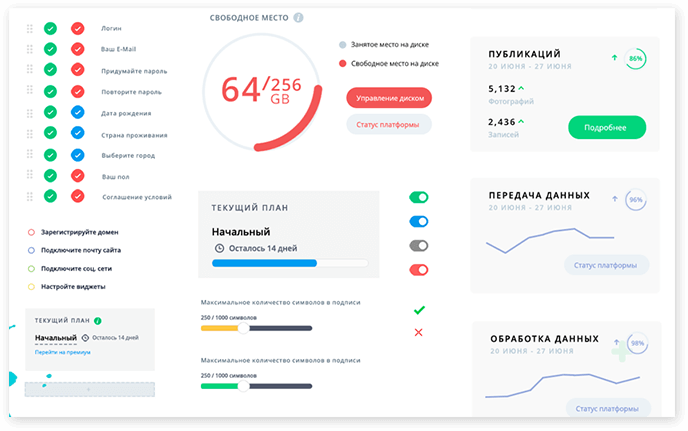 Логин
Ваш E-Mail
Придумайте пароль
Повторите пароль
Дата рождения
Страна проживания
Выберите город
Ваш пол
Соглашение условий
Зарегистрируйте домен
Подключите почту сайта
Подключите соц. сети
Настройте виджеты
ТЕКУЩИЙ ПЛАН i
Начальный Осталось 14 дней
Перейти на премиум
СВОБОДНОЕ МЕСТО i
64/256
GB
Занятое место на диске
Свободное место на диске
Управление диском
Статус платформы
ТЕКУЩИЙ ПЛАН
Начальный
Осталось 14 дней
Максимальное количество символов в подписи
250 / 1000 символов
Максимальное количество символов в подписи
250 / 1000 символов
ПУБЛИКАЦИЙ
20 ИЮНЯ - 27 ИЮНЯ
86%
5,132
Фотографий
2,436
Записей
Подробнее
ПЕРЕДАЧА ДАННЫХ
20 ИЮНЯ - 27 ИЮНЯ
96%
Статус платформы
ОБРАБОТКА ДАННЫХ
20 ИЮНЯ - 27 ИЮНЯ
98%
Статус платформы